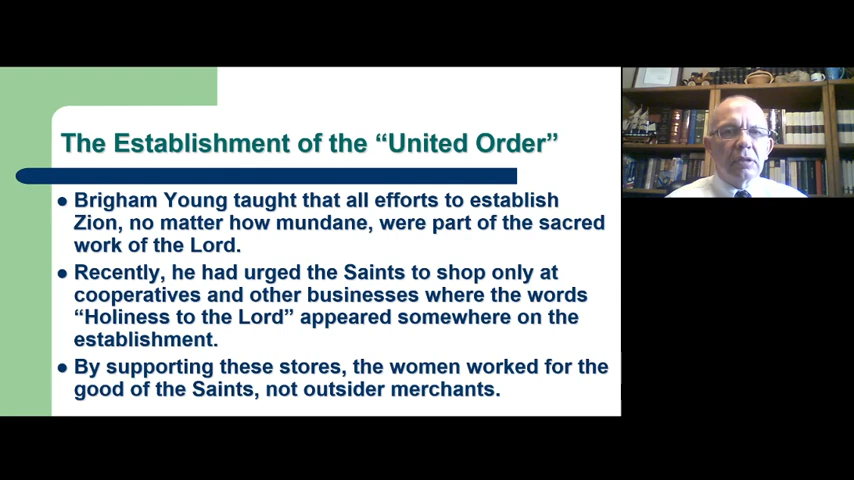 The Establishment of the “United Order”
● Brigham Young taught that all efforts to establish
Zion, no matter how mundane, were part of the sacred
work of the Lord.
● Recently, he had urged the Saints to shop only at
cooperatives and other businesses where the words
“Holiness to the Lord” appeared somewhere on the
establishment.
● By supporting these stores, the women worked for the
good of the Saints, not outsider merchants.